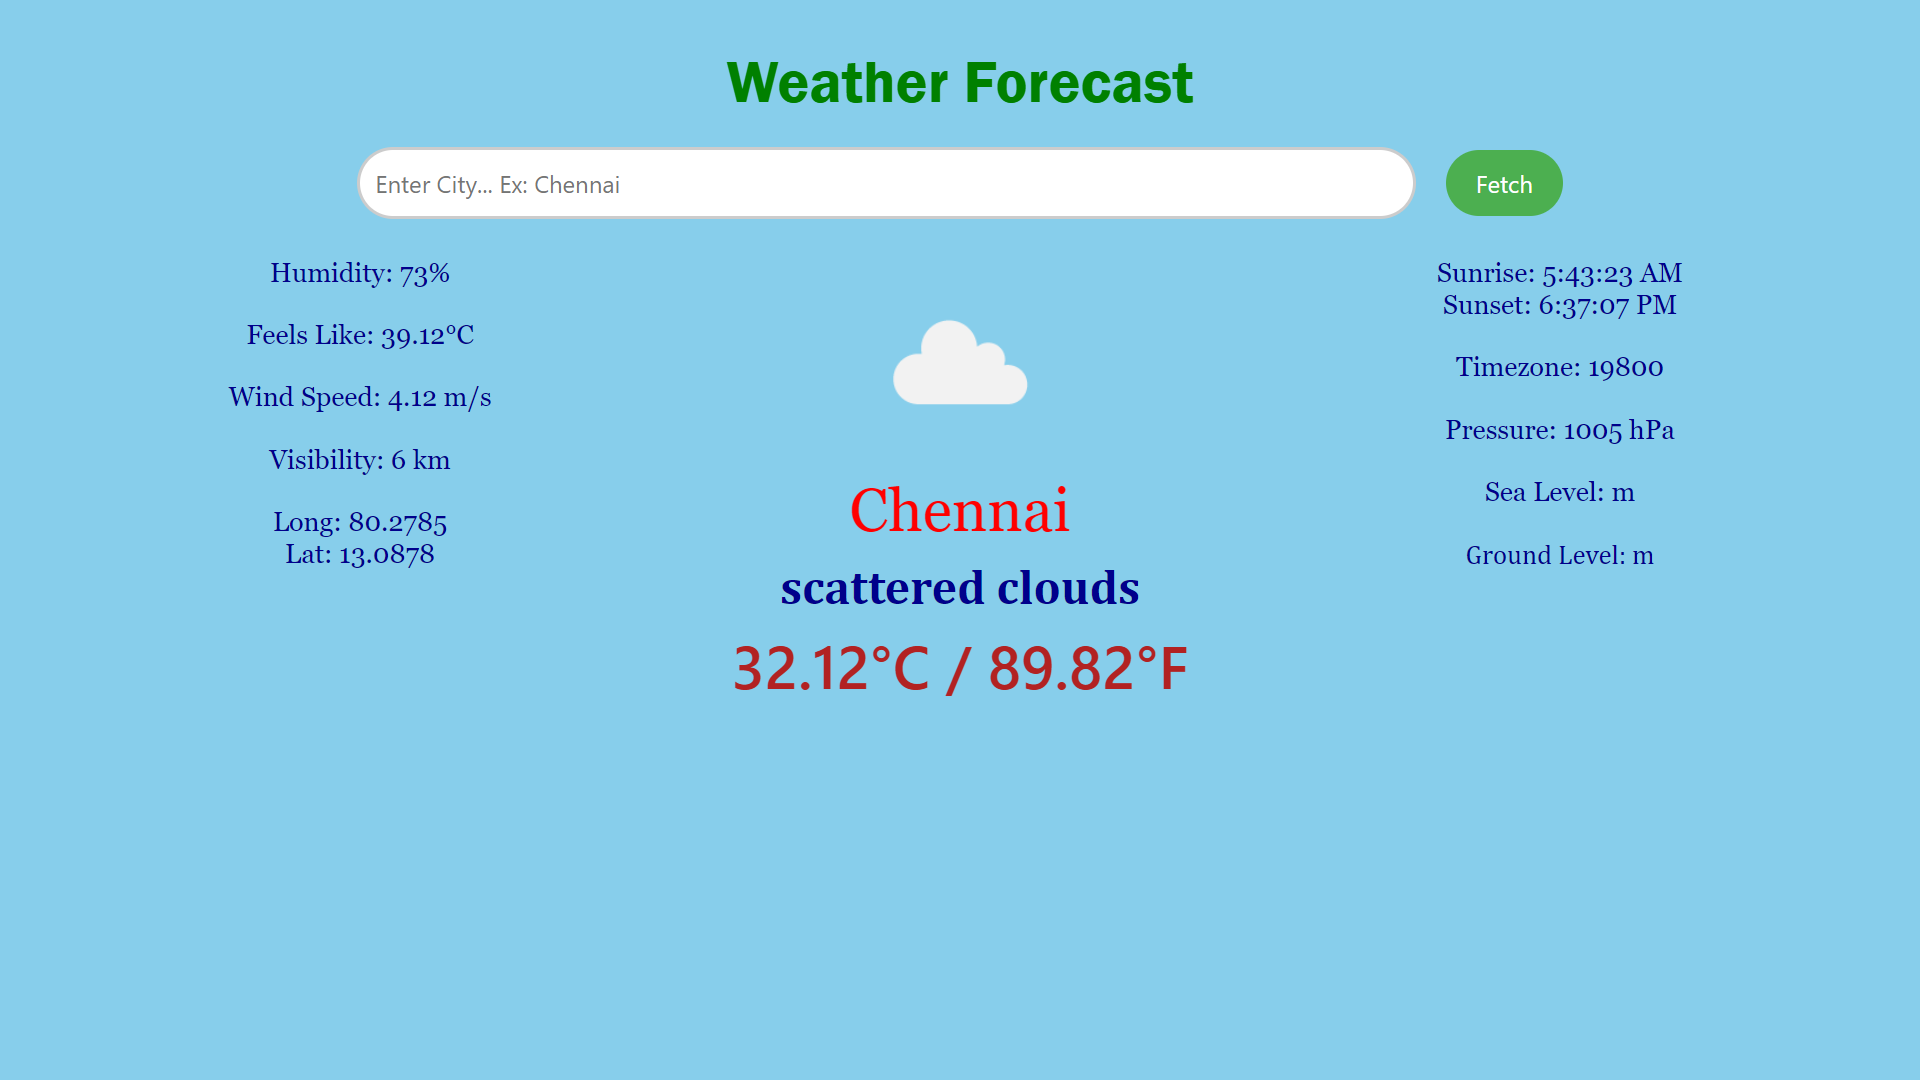 Weather Forecast
Enter City... Ex: Chennai
Fetch
Humidity: 73%
Feels Like: 39.12°C
Wind Speed: 4.12 m/s
Visibility: 6 km
Long: 80.2785
Lat: 13.0878
Chennai
scattered clouds
32.12°C / 89.82°F
Sunrise: 5:43:23 AM
Sunset: 6:37:07 PM
Timezone: 19800
Pressure: 1005 hPa
Sea Level: m
Ground Level: m